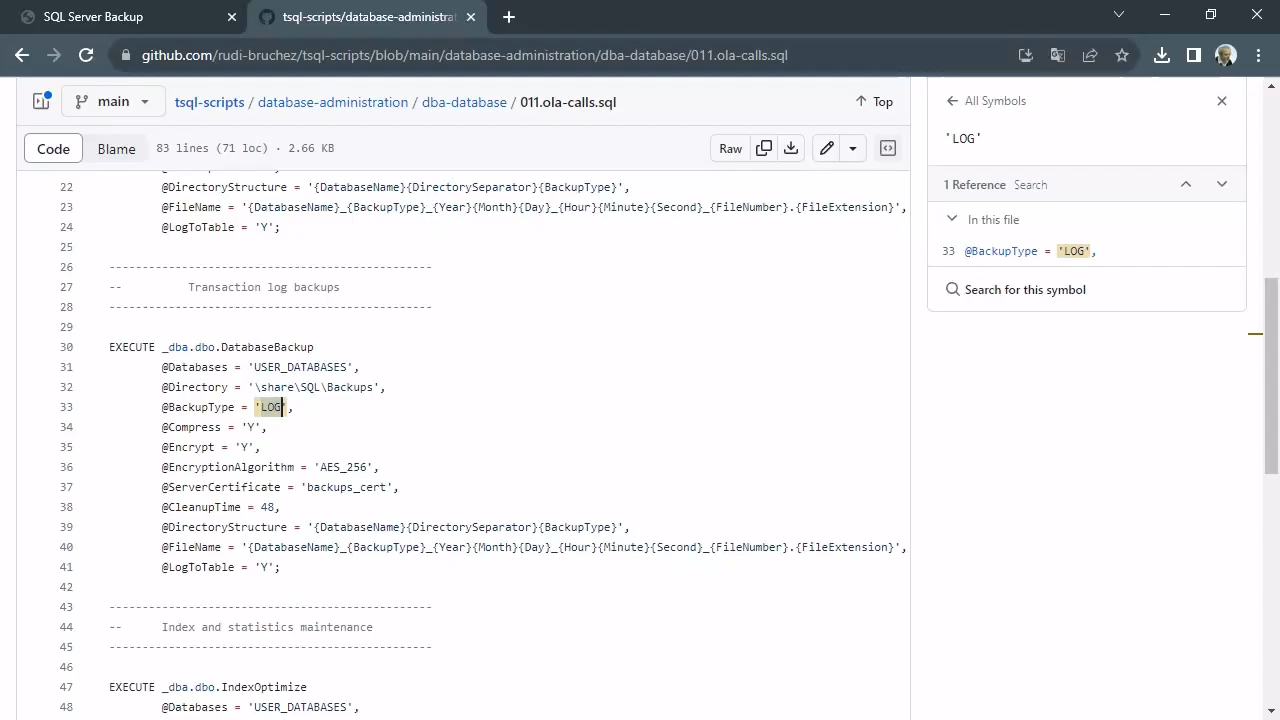 SQL Server Backup
tsql-scripts/database-administra
github.com/rudi-bruchez/tsql-scripts/blob/main/database-administration/dba-database/011.ola-calls.sql
main
tsql-scripts / database-administration / dba-database / 011.ola-calls.sql
Top
Code
Blame
83 lines (71 loc) · 2.66 KB
Raw
22 @DirectoryStructure = '{DatabaseName}{DirectorySeparator}{BackupType}',
23 @FileName = '{DatabaseName}_{BackupType}_{Year}{Month}{Day}_{Hour}{Minute}{Second}_{FileNumber}.{FileExtension}',
24 @LogToTable = 'Y';
25
26 -------------------------------------------------
27 -- Transaction log backups
28 -------------------------------------------------
29
30 EXECUTE _dba.dbo.DatabaseBackup
31 @Databases = 'USER_DATABASES',
32 @Directory = '\share\SQL\Backups',
33 @BackupType = 'LOG',
34 @Compress = 'Y',
35 @Encrypt = 'Y',
36 @EncryptionAlgorithm = 'AES_256',
37 @ServerCertificate = 'backups_cert',
38 @CleanupTime = 48,
39 @DirectoryStructure = '{DatabaseName}{DirectorySeparator}{BackupType}',
40 @FileName = '{DatabaseName}_{BackupType}_{Year}{Month}{Day}_{Hour}{Minute}{Second}_{FileNumber}.{FileExtension}',
41 @LogToTable = 'Y';
42
43 -------------------------------------------------
44 -- Index and statistics maintenance
45 -------------------------------------------------
46
47 EXECUTE _dba.dbo.IndexOptimize
48 @Databases = 'USER_DATABASES',
All Symbols
'LOG'
1 Reference Search
In this file
33 @BackupType = 'LOG',
Search for this symbol